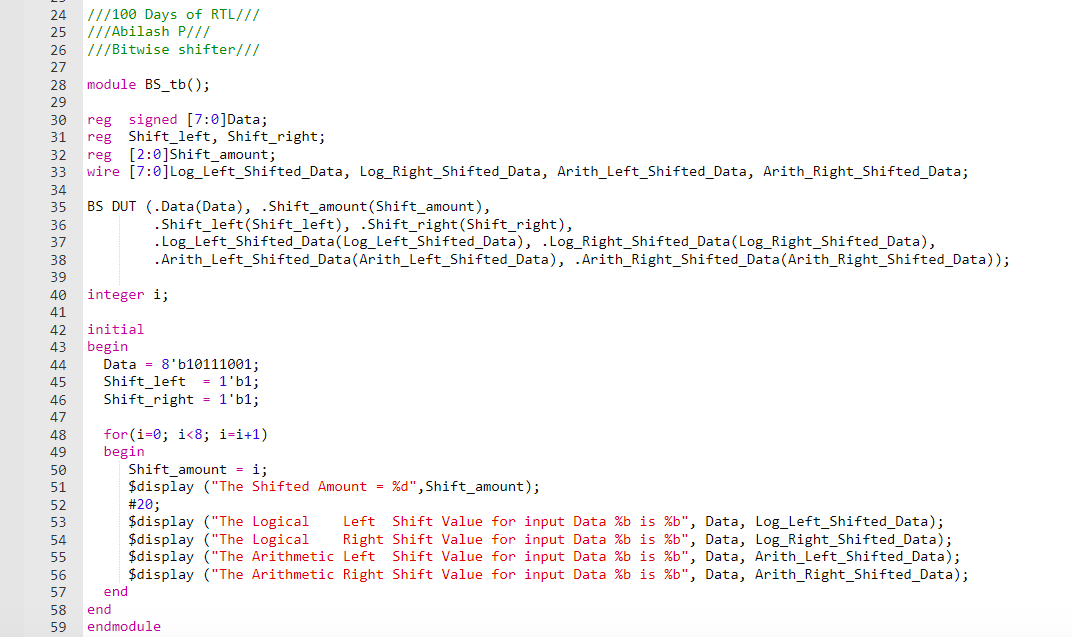 24 ///100 Days of RTL///
25 ///Abilash P///
26 ///Bitwise shifter///
27
28 module BS_tb();
29
30 reg  signed [7:0]Data;
31 reg  Shift_left, Shift_right;
32 reg  [2:0]Shift_amount;
33 wire [7:0]Log_Left_Shifted_Data, Log_Right_Shifted_Data, Arith_Left_Shifted_Data, Arith_Right_Shifted_Data;
34
35 BS DUT (.Data(Data), .Shift_amount(Shift_amount),
36         .Shift_left(Shift_left), .Shift_right(Shift_right),
37         .Log_Left_Shifted_Data(Log_Left_Shifted_Data), .Log_Right_Shifted_Data(Log_Right_Shifted_Data),
38         .Arith_Left_Shifted_Data(Arith_Left_Shifted_Data), .Arith_Right_Shifted_Data(Arith_Right_Shifted_Data));
39
40 integer i;
41
42 initial
43 begin
44   Data = 8'b10111001;
45   Shift_left  = 1'b1;
46   Shift_right = 1'b1;
47
48   for(i=0; i<8; i=i+1)
49   begin
50      Shift_amount = i;
51      $display ("The Shifted Amount = %d",Shift_amount);
52      #20;
53      $display ("The Logical    Left  Shift Value for input Data %b is %b", Data, Log_Left_Shifted_Data);
54      $display ("The Logical    Right Shift Value for input Data %b is %b", Data, Log_Right_Shifted_Data);
55      $display ("The Arithmetic Left  Shift Value for input Data %b is %b", Data, Arith_Left_Shifted_Data);
56      $display ("The Arithmetic Right Shift Value for input Data %b is %b", Data, Arith_Right_Shifted_Data);
57   end
58 end
59 endmodule